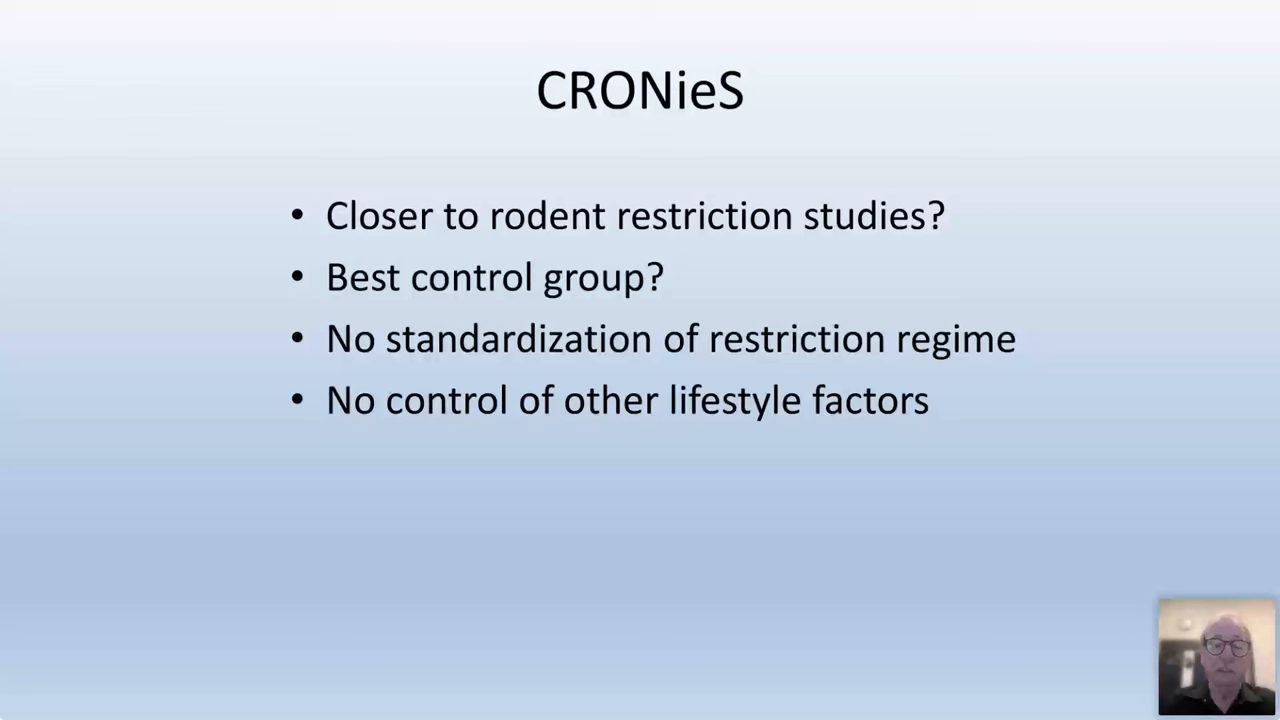 CRONieS
• Closer to rodent restriction studies?
• Best control group?
• No standardization of restriction regime
• No control of other lifestyle factors